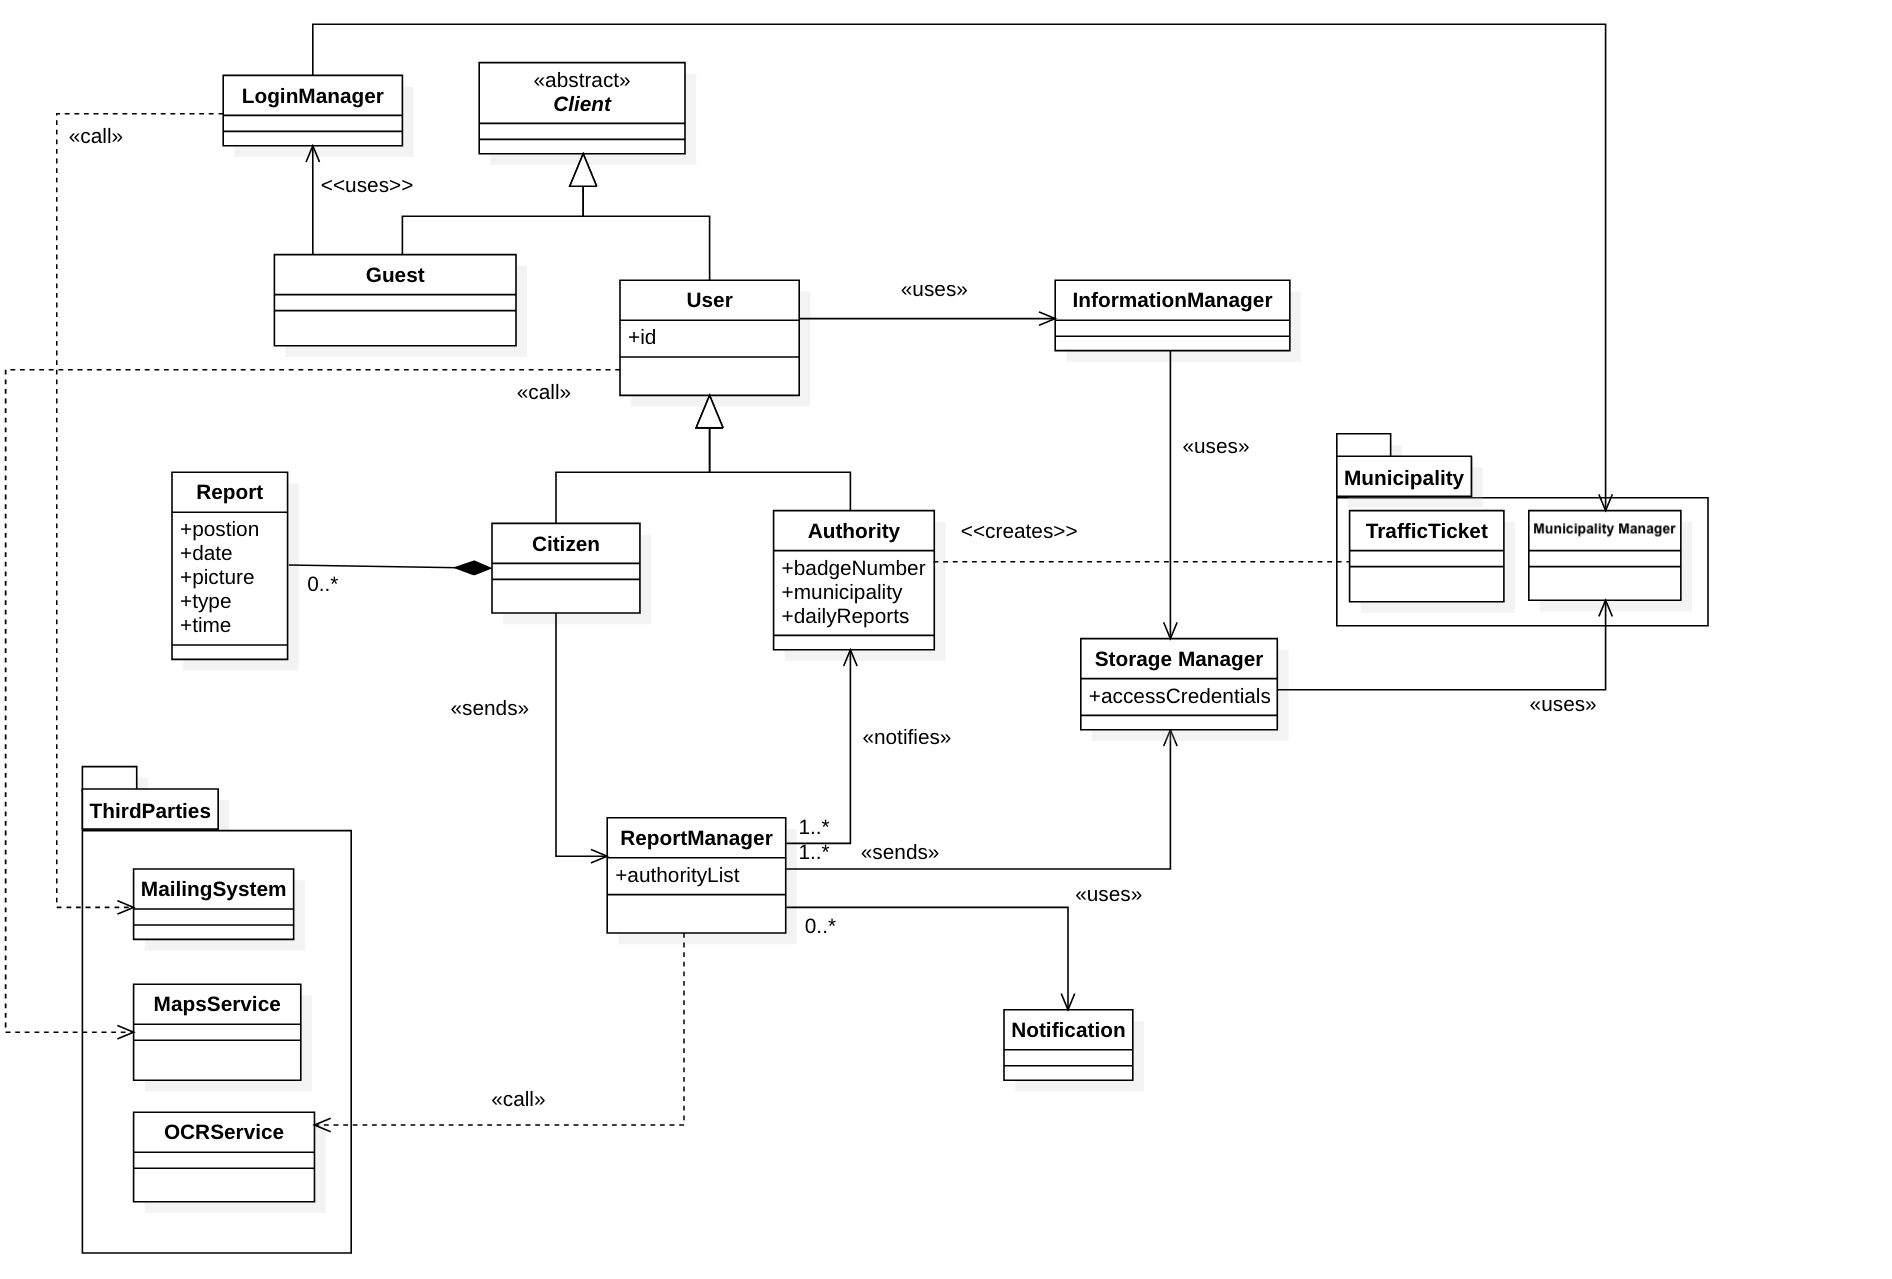 LoginManager
«abstract»
Client
«call»
<<uses>>
Guest
User
+id
«uses»
InformationManager
«call»
«uses»
Municipality
Report
+postion
+date
+picture
+type
+time
0..*
Citizen
Authority
+badgeNumber
+municipality
+dailyReports
<<creates>>
TrafficTicket
Municipality Manager
Storage Manager
+accessCredentials
«uses»
«sends»
«notifies»
ThirdParties
ReportManager
+authorityList
1..*
1..*
«sends»
«uses»
0..*
MailingSystem
MapsService
Notification
«call»
OCRService